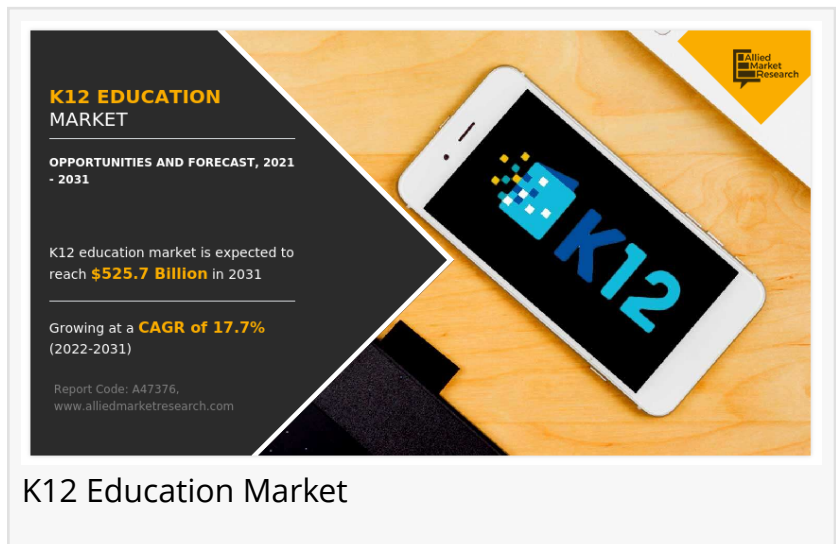 K12 EDUCATION
MARKET
OPPORTUNITIES AND FORECAST, 2021
- 2031
K12 education market is expected to
reach $525.7 Billion in 2031
Growing at a CAGR of 17.7%
(2022-2031)
Report Code: A47376,
www.alliedmarketresearch.com
Allied
Market
Research
K12
K12 Education Market